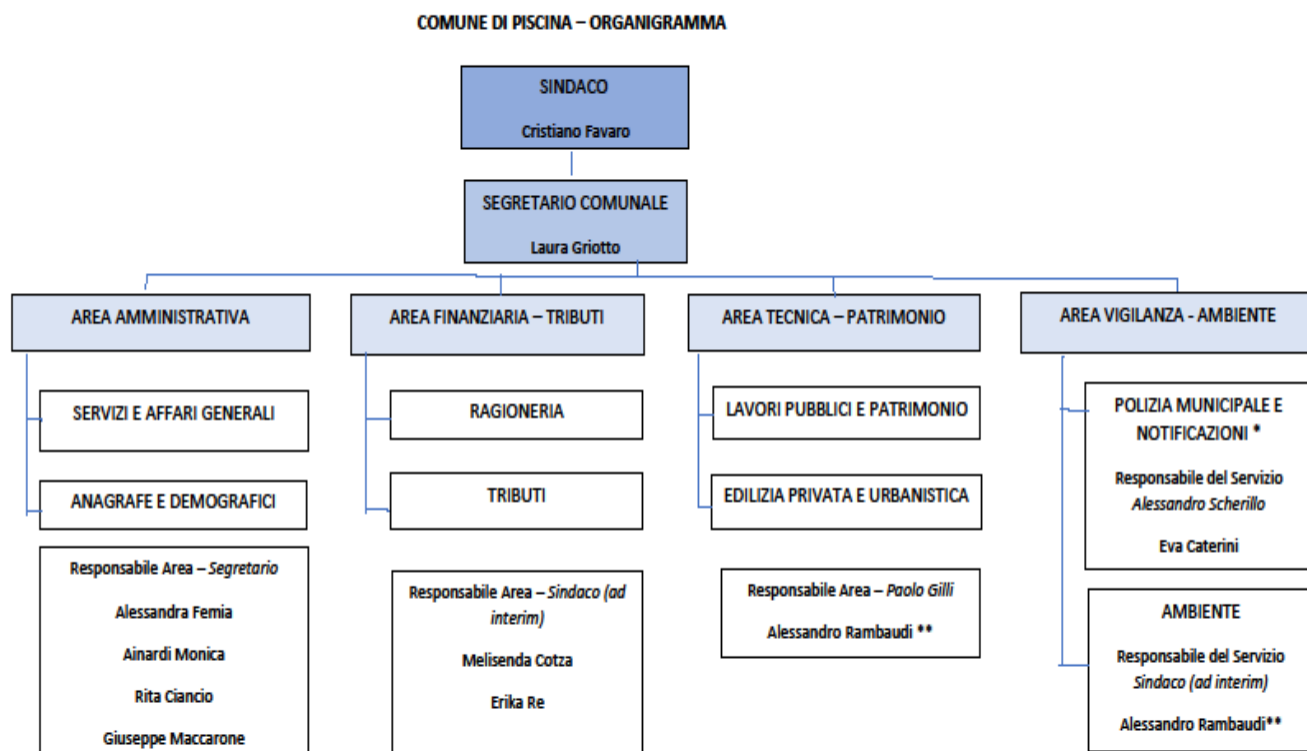 COMUNE DI PISCINA – ORGANIGRAMMA
SINDACO
Cristiano Favaro
SEGRETARIO COMUNALE
Laura Griotto
AREA AMMINISTRATIVA
SERVIZI E AFFARI GENERALI
ANAGRAFE E DEMOGRAFICI
Responsabile Area – Segretario
Alessandra Femia
Ainardi Monica
Rita Ciancio
Giuseppe Maccarone
AREA FINANZIARIA – TRIBUTI
RAGIONERIA
TRIBUTI
Responsabile Area – Sindaco (ad
interim)
Melisenda Cotza
Erika Re
AREA TECNICA – PATRIMONIO
LAVORI PUBBLICI E PATRIMONIO
EDILIZIA PRIVATA E URBANISTICA
Responsabile Area – Paolo Gilli
Alessandro Rambaudi **
AREA VIGILANZA - AMBIENTE
POLIZIA MUNICIPALE E
NOTIFICAZIONI *
Responsabile del Servizio
Alessandro Scherillo
Eva Caterini
AMBIENTE
Responsabile del Servizio
Sindaco (ad interim)
Alessandro Rambaudi**